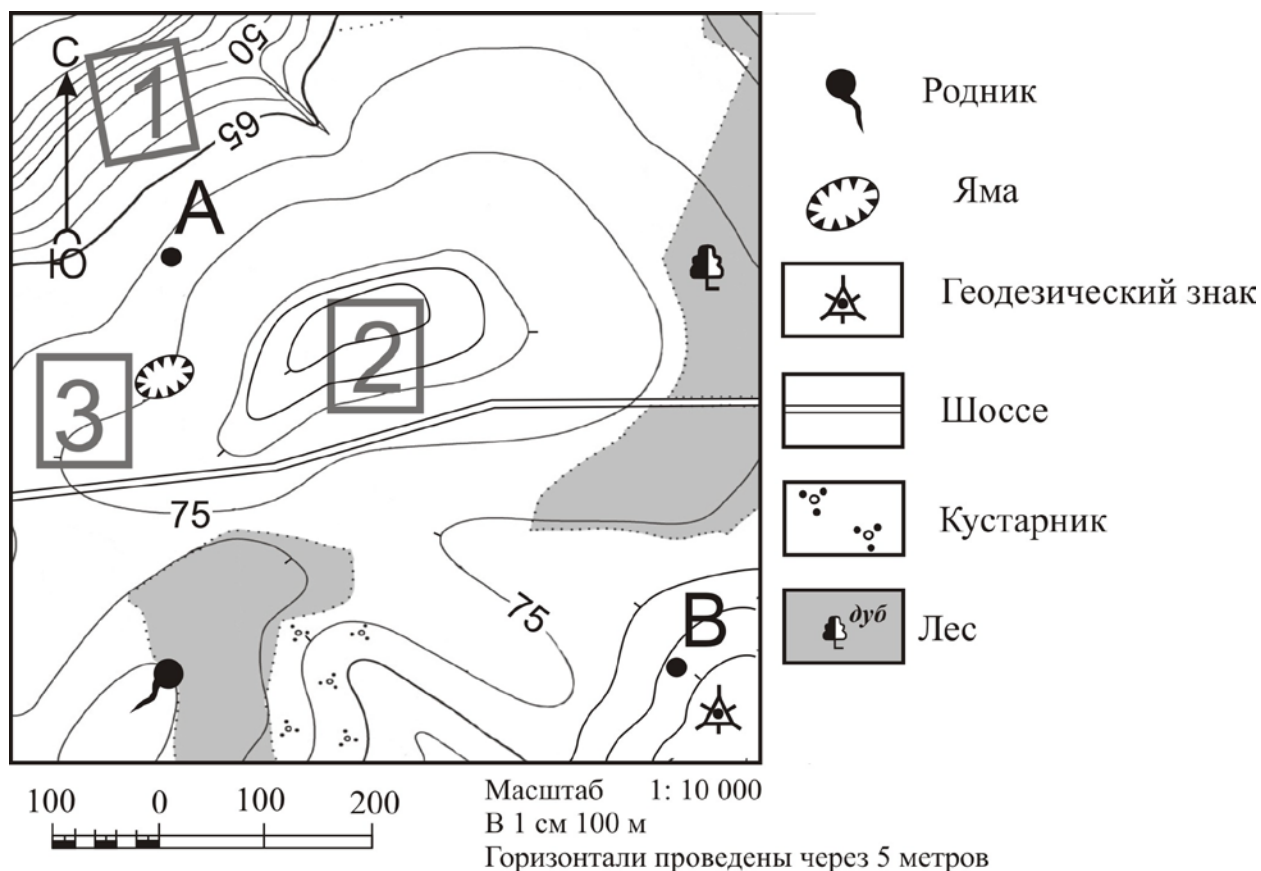 С
1
50
65
А
Ю
2
3
75
75
В
Родник
Яма
Геодезический знак
Шоссе
Кустарник
дуб
Лес
100 0 100 200
Масштаб 1: 10 000
В 1 см 100 м
Горизонтали проведены через 5 метров